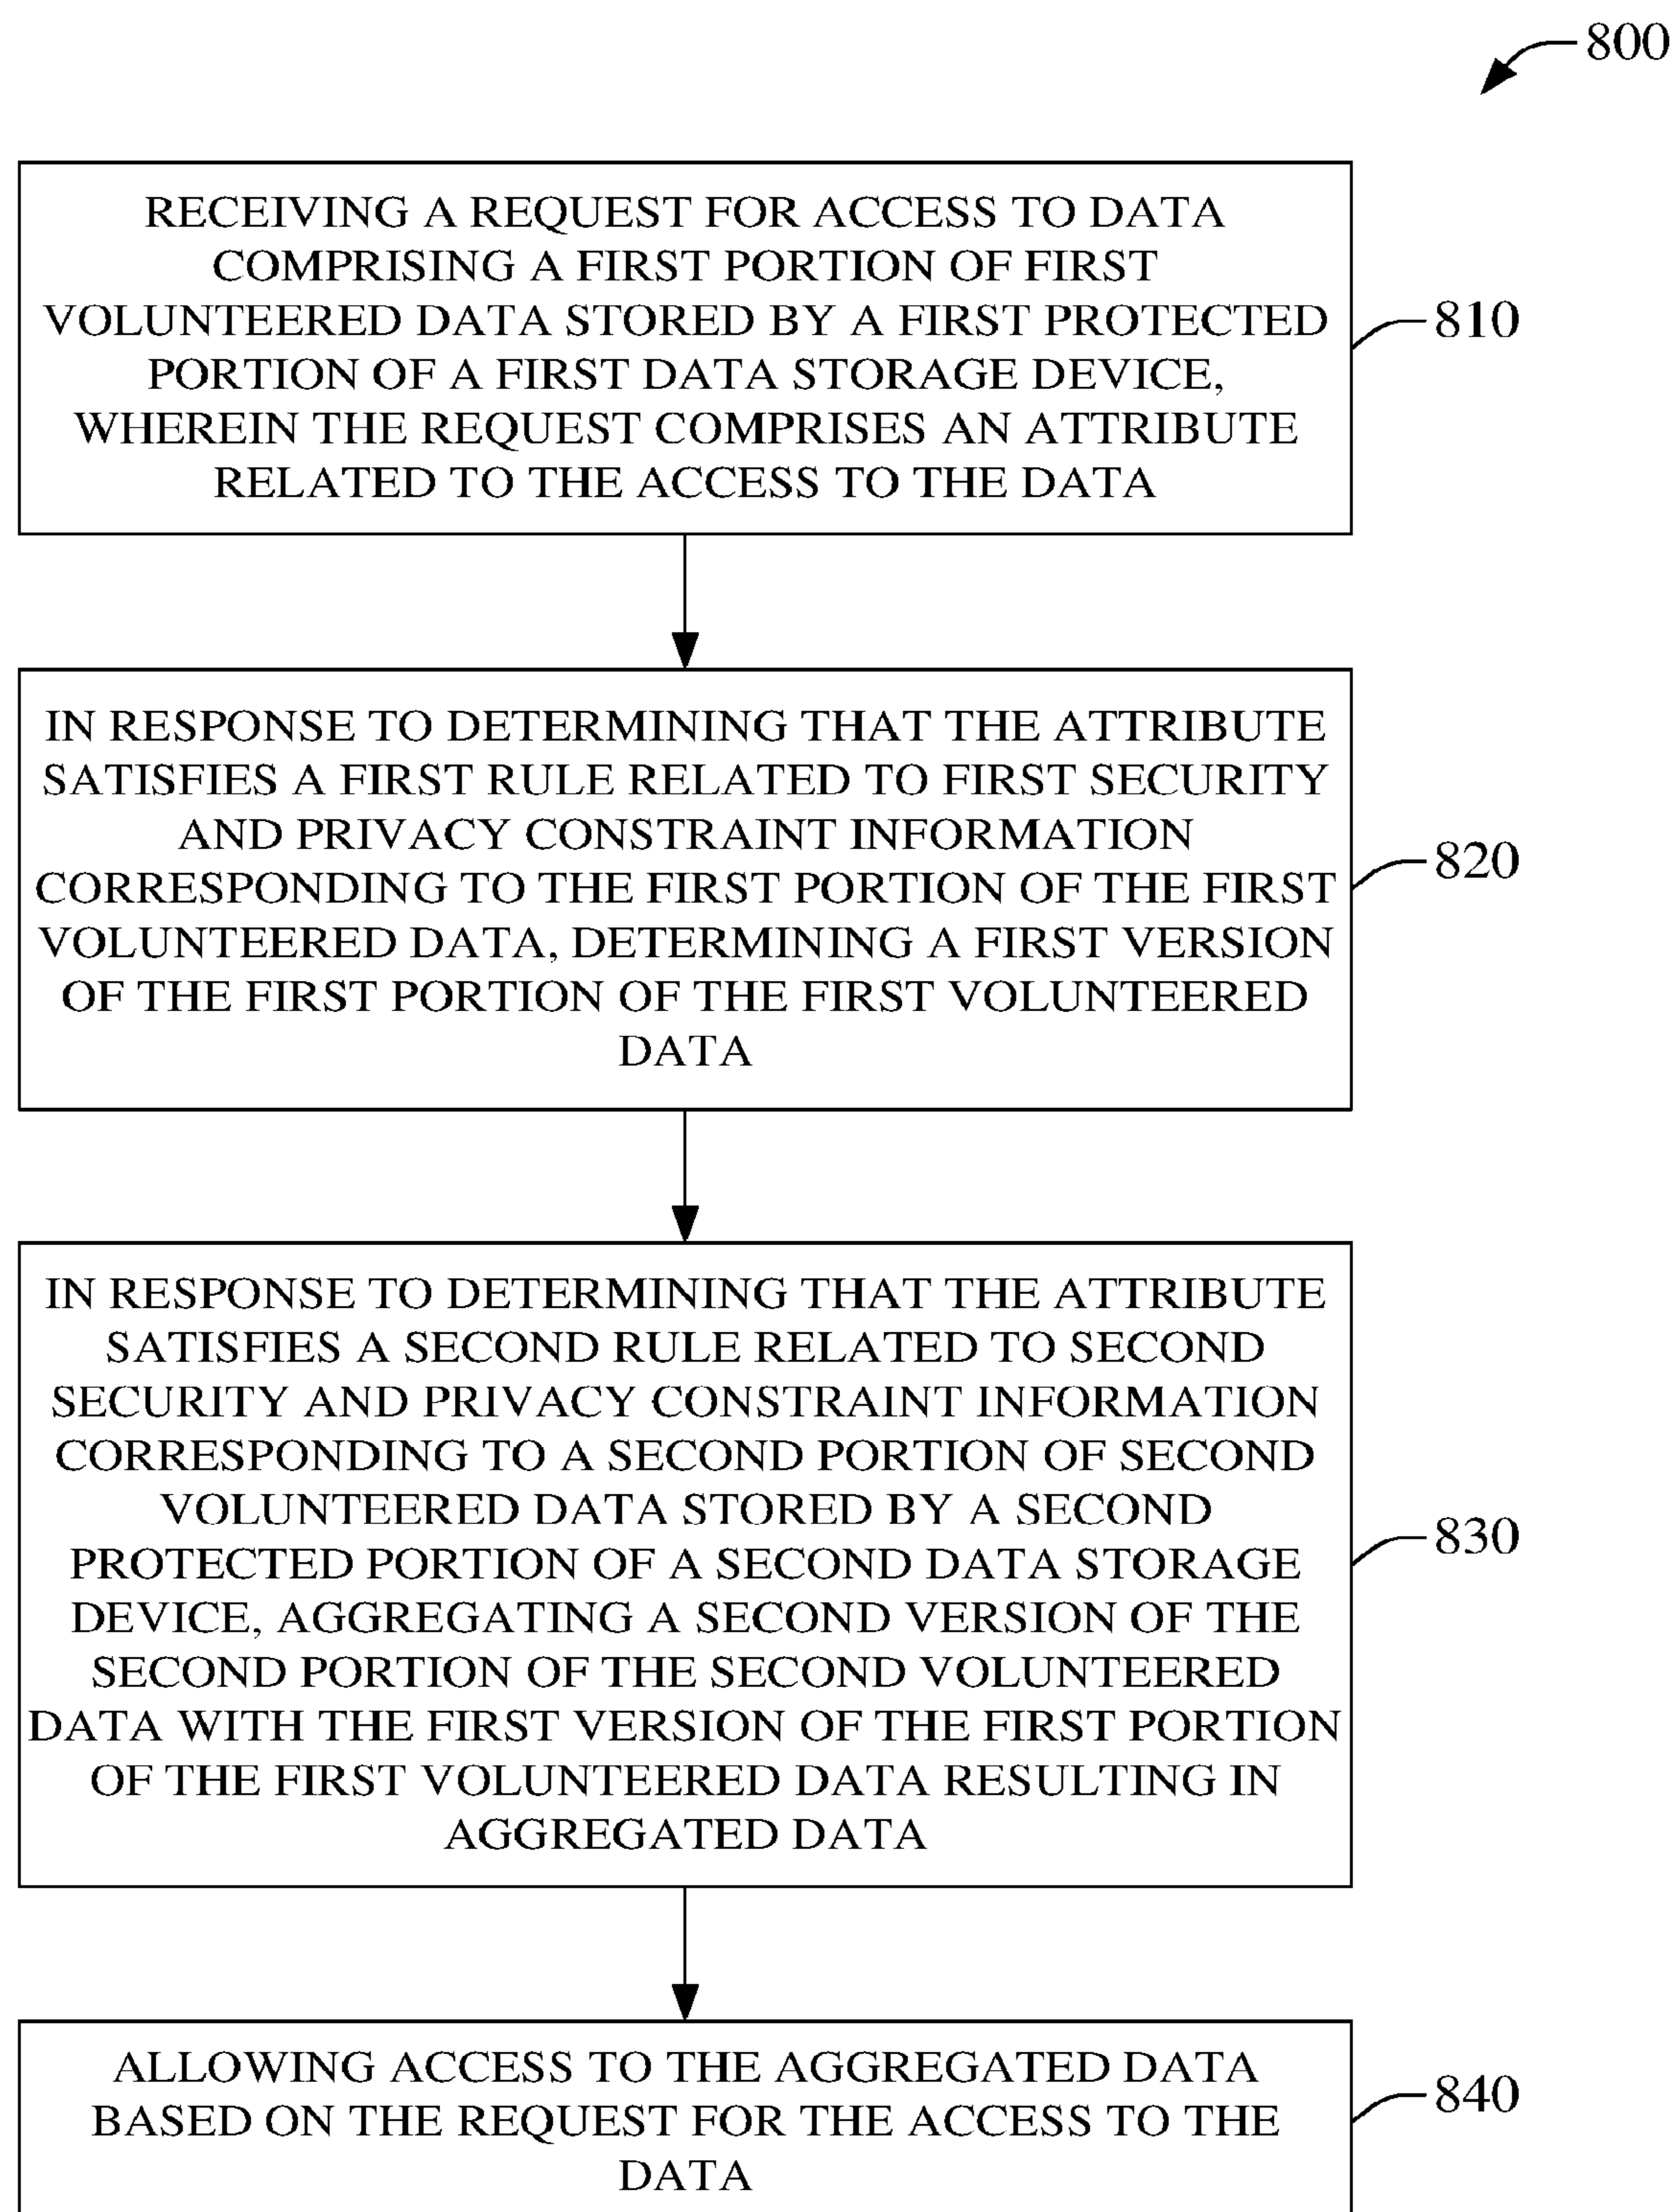 800
RECEIVING A REQUEST FOR ACCESS TO DATA
COMPRISING A FIRST PORTION OF FIRST
VOLUNTEERED DATA STORED BY A FIRST PROTECTED
PORTION OF A FIRST DATA STORAGE DEVICE,
WHEREIN THE REQUEST COMPRISES AN ATTRIBUTE
RELATED TO THE ACCESS TO THE DATA
810
IN RESPONSE TO DETERMINING THAT THE ATTRIBUTE
SATISFIES A FIRST RULE RELATED TO FIRST SECURITY
AND PRIVACY CONSTRAINT INFORMATION
CORRESPONDING TO THE FIRST PORTION OF THE FIRST
VOLUNTEERED DATA, DETERMINING A FIRST VERSION
OF THE FIRST PORTION OF THE FIRST VOLUNTEERED
DATA
820
IN RESPONSE TO DETERMINING THAT THE ATTRIBUTE
SATISFIES A SECOND RULE RELATED TO SECOND
SECURITY AND PRIVACY CONSTRAINT INFORMATION
CORRESPONDING TO A SECOND PORTION OF SECOND
VOLUNTEERED DATA STORED BY A SECOND
PROTECTED PORTION OF A SECOND DATA STORAGE
DEVICE, AGGREGATING A SECOND VERSION OF THE
SECOND PORTION OF THE SECOND VOLUNTEERED
DATA WITH THE FIRST VERSION OF THE FIRST PORTION
OF THE FIRST VOLUNTEERED DATA RESULTING IN
AGGREGATED DATA
830
ALLOWING ACCESS TO THE AGGREGATED DATA
BASED ON THE REQUEST FOR THE ACCESS TO THE
DATA
840